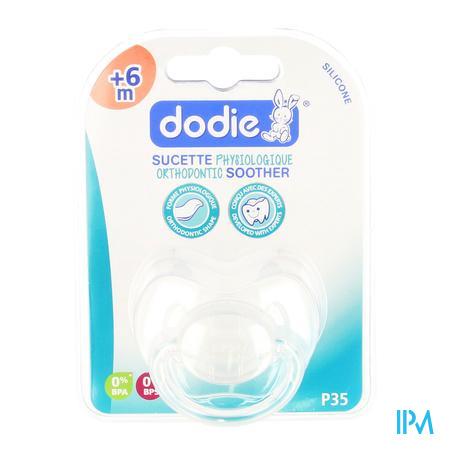 +6
m
SILICONE
dodie®
SUCETTE PHYSIOLOGIQUE
ORTHODONTIC SOOTHER
FORME PHYSIOLOGIQUE
ORTHODONTIC SHAPE
CONÇU AVEC DES EXPERTS
DEVELOPED WITH EXPERTS
0%*
BPA
0
BPS
P35
IPM